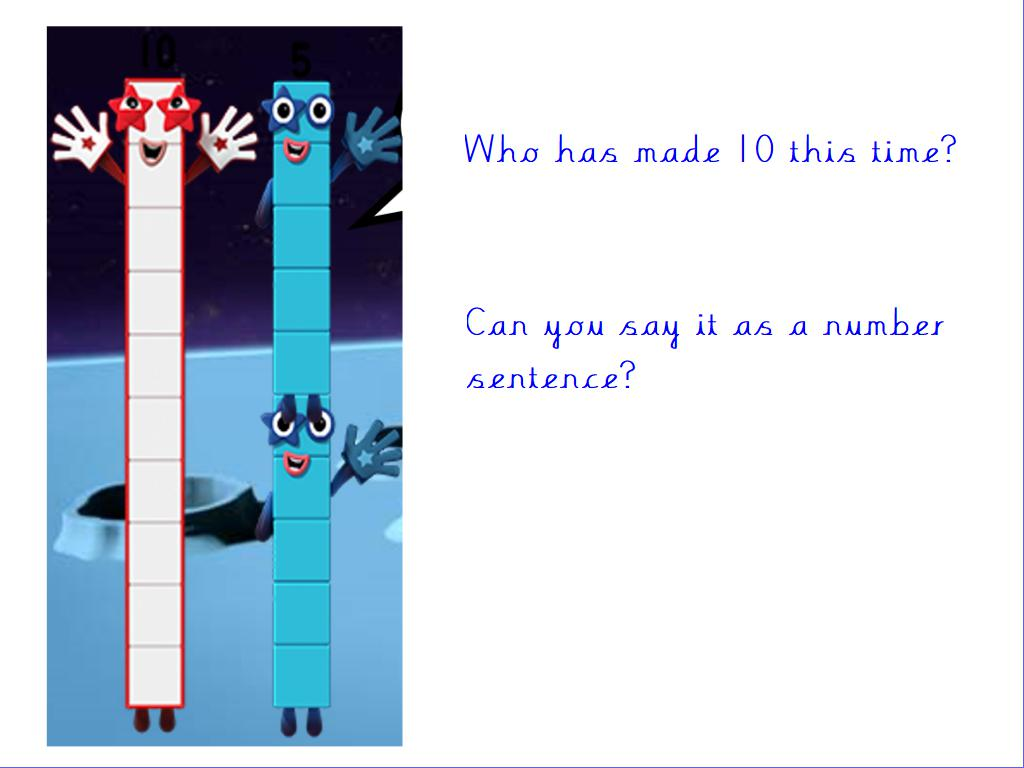 10
5
Who has made 10 this time?
Can you say it as a number
sentence?